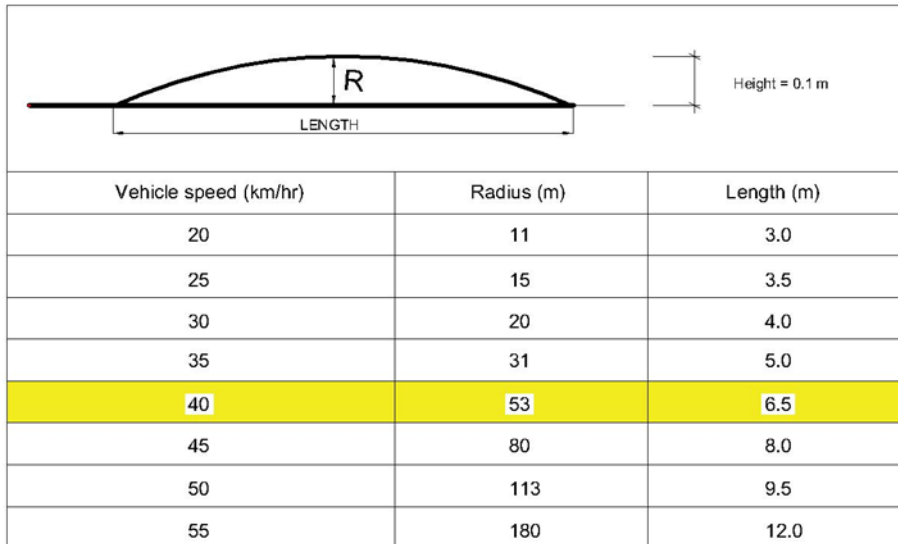 R
Height = 0.1 m
LENGTH
Vehicle speed (km/hr) Radius (m) Length (m)
20 11 3.0
25 15 3.5
30 20 4.0
35 31 5.0
40 53 6.5
45 80 8.0
50 113 9.5
55 180 12.0